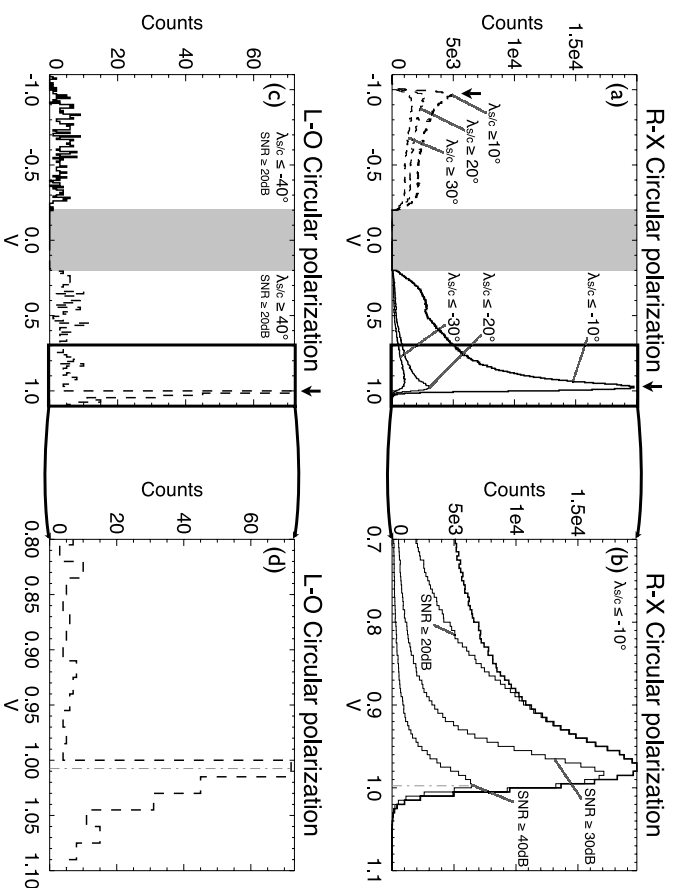 R-X Circular polarization
(a)
Counts
1.5e4
1e4
5e3
0
λs/c ≥10°
λs/c ≥ 20°
λs/c ≥ 30°
λs/c ≤ -10°
λs/c ≤ -20°
λs/c ≤ -30°
-1.0 -0.5 0.0 0.5 1.0
V
R-X Circular polarization
(b) λs/c ≤ -10°
Counts
1.5e4
1e4
5e3
0
SNR ≥ 20dB
SNR ≥ 30dB
SNR ≥ 40dB
0.7 0.8 0.9 1.0 1.1
V
L-O Circular polarization
(c)
Counts
60
40
20
0
λs/c ≤ -40°
SNR ≥ 20dB
λs/c ≥ 40°
SNR ≥ 20dB
-1.0 -0.5 0.0 0.5 1.0
V
L-O Circular polarization
(d)
Counts
60
40
20
0
0.80 0.85 0.90 0.95 1.00 1.05 1.10
V